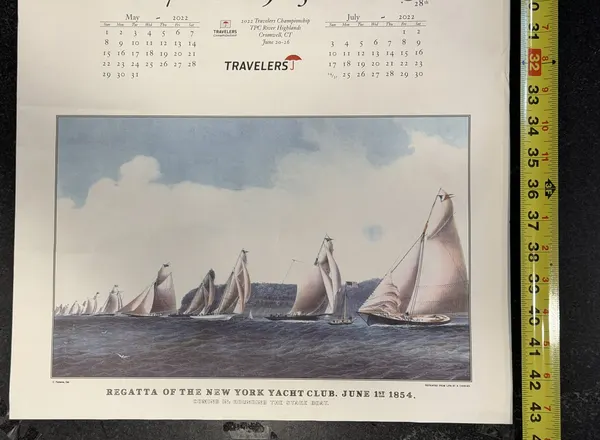 28th
May - 2022
Sun Mon Tue Wed Thu Fri Sat
1 2 3 4 5 6 7
8 9 10 11 12 13 14
15 16 17 18 19 20 21
22 23 24 25 26 27 28
29 30 31
TRAVELERS
CHAMPIONSHIP
2022 Travelers Championship
TPC River Highlands
Cromwell, CT
June 20-26
TRAVELERS
July - 2022
Sun Mon Tue Wed Thu Fri Sat
1 2
3 4 5 6 7 8 9
10 11 12 13 14 15 16
17 18 19 20 21 22 23
24/31 25 26 27 28 29 30
REGATTA OF THE NEW YORK YACHT CLUB. JUNE 1ST 1854.
31
32
33
34
35
36
37
38
39
40
41
42
43